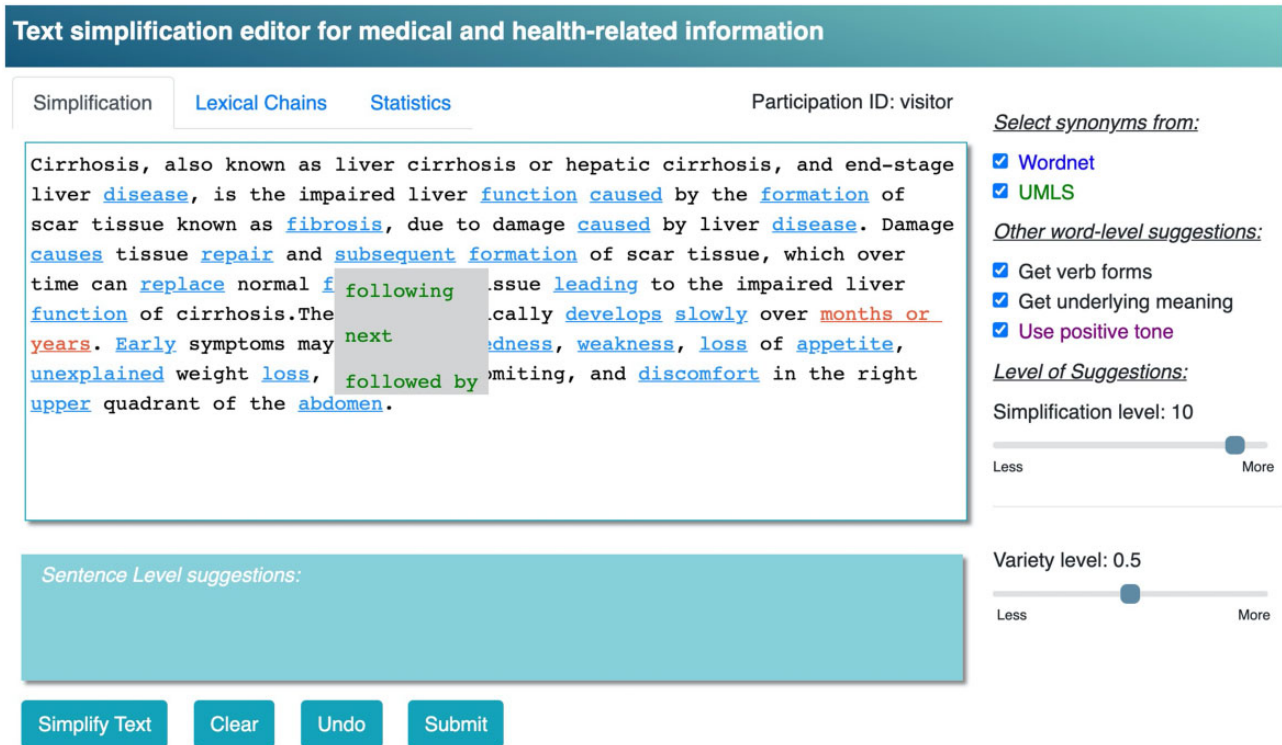 Text simplification editor for medical and health-related information
Simplification Lexical Chains Statistics Participation ID: visitor
Cirrhosis, also known as liver cirrhosis or hepatic cirrhosis, and end-stage
liver disease, is the impaired liver function caused by the formation of
scar tissue known as fibrosis, due to damage caused by liver disease. Damage
causes tissue repair and subsequent formation of scar tissue, which over
time can replace normal f issue leading to the impaired liver
function of cirrhosis.The ically develops slowly over months or
years. Early symptoms may edness, weakness, loss of appetite,
unexplained weight loss, omiting, and discomfort in the right
upper quadrant of the abdomen.
following
next
followed by
Sentence Level suggestions:
Simplify Text Clear Undo Submit
Select synonyms from:
Wordnet
UMLS
Other word-level suggestions:
Get verb forms
Get underlying meaning
Use positive tone
Level of Suggestions:
Simplification level: 10
Less More
Variety level: 0.5
Less More